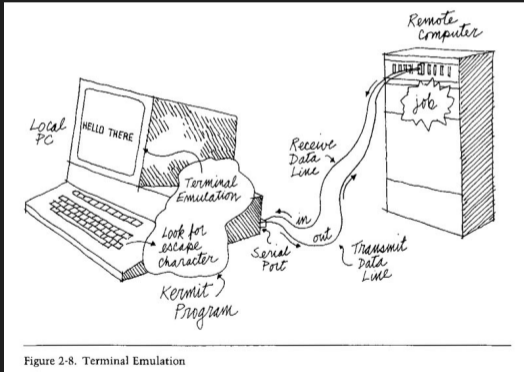 Remote
Computer
job
Local
PC
HELLO THERE
Receive
Data
Line
Terminal
Emulation
in
out
Look for
escape
character
Serial
Port
Transmit
Data
Line
Kermit
Program
Figure 2-8. Terminal Emulation